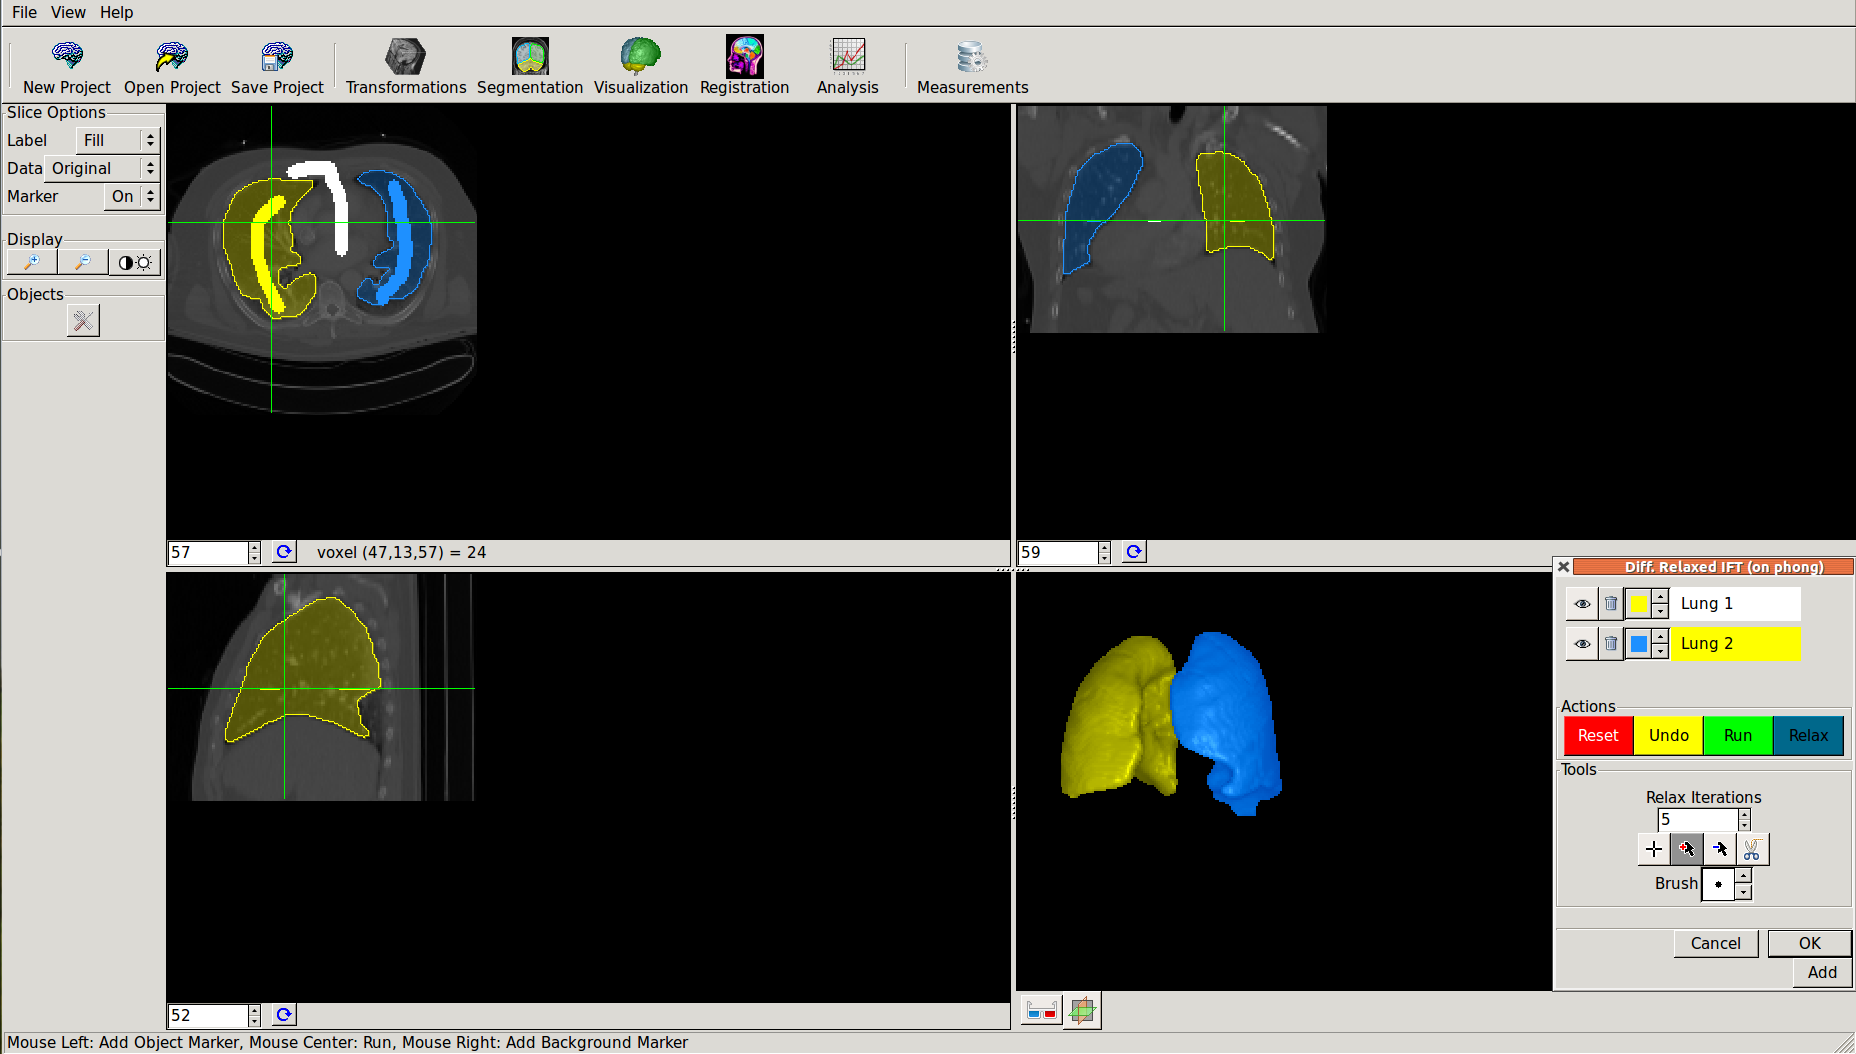 File View Help
New Project Open Project Save Project Transformations Segmentation Visualization Registration Analysis Measurements
Slice Options
Label Fill
Data Original
Marker On
Display
Objects
57 voxel (47,13,57) = 24
59
Diff. Relaxed IFT (on phong)
Lung 1
Lung 2
Actions
Reset Undo Run Relax
Tools
Relax Iterations
5
Brush
Cancel OK
Add
52
Mouse Left: Add Object Marker, Mouse Center: Run, Mouse Right: Add Background Marker